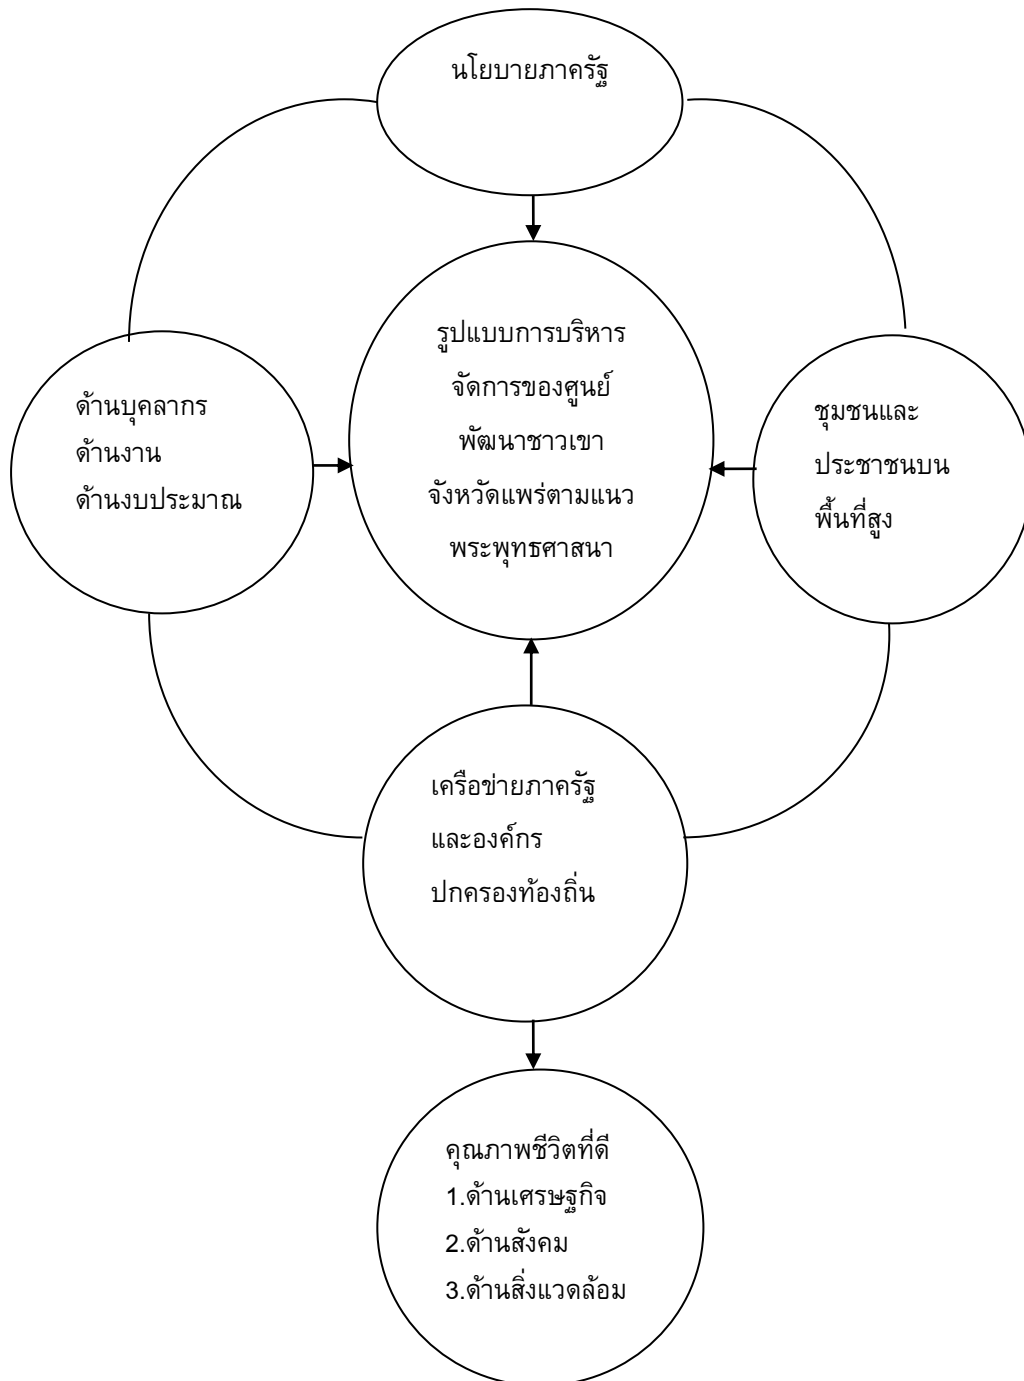 นโยบายภาครัฐ
รูปแบบการบริหาร
จัดการของศูนย์
พัฒนาชาวเขา
จังหวัดแพร่ตามแนว
พระพุทธศาสนา
ด้านบุคลากร
ด้านงาน
ด้านงบประมาณ
ชุมชนและ
ประชาชนบน
พื้นที่สูง
เครือข่ายภาครัฐ
และองค์กร
ปกครองท้องถิ่น
คุณภาพชีวิตที่ดี
1.ด้านเศรษฐกิจ
2.ด้านสังคม
3.ด้านสิ่งแวดล้อม